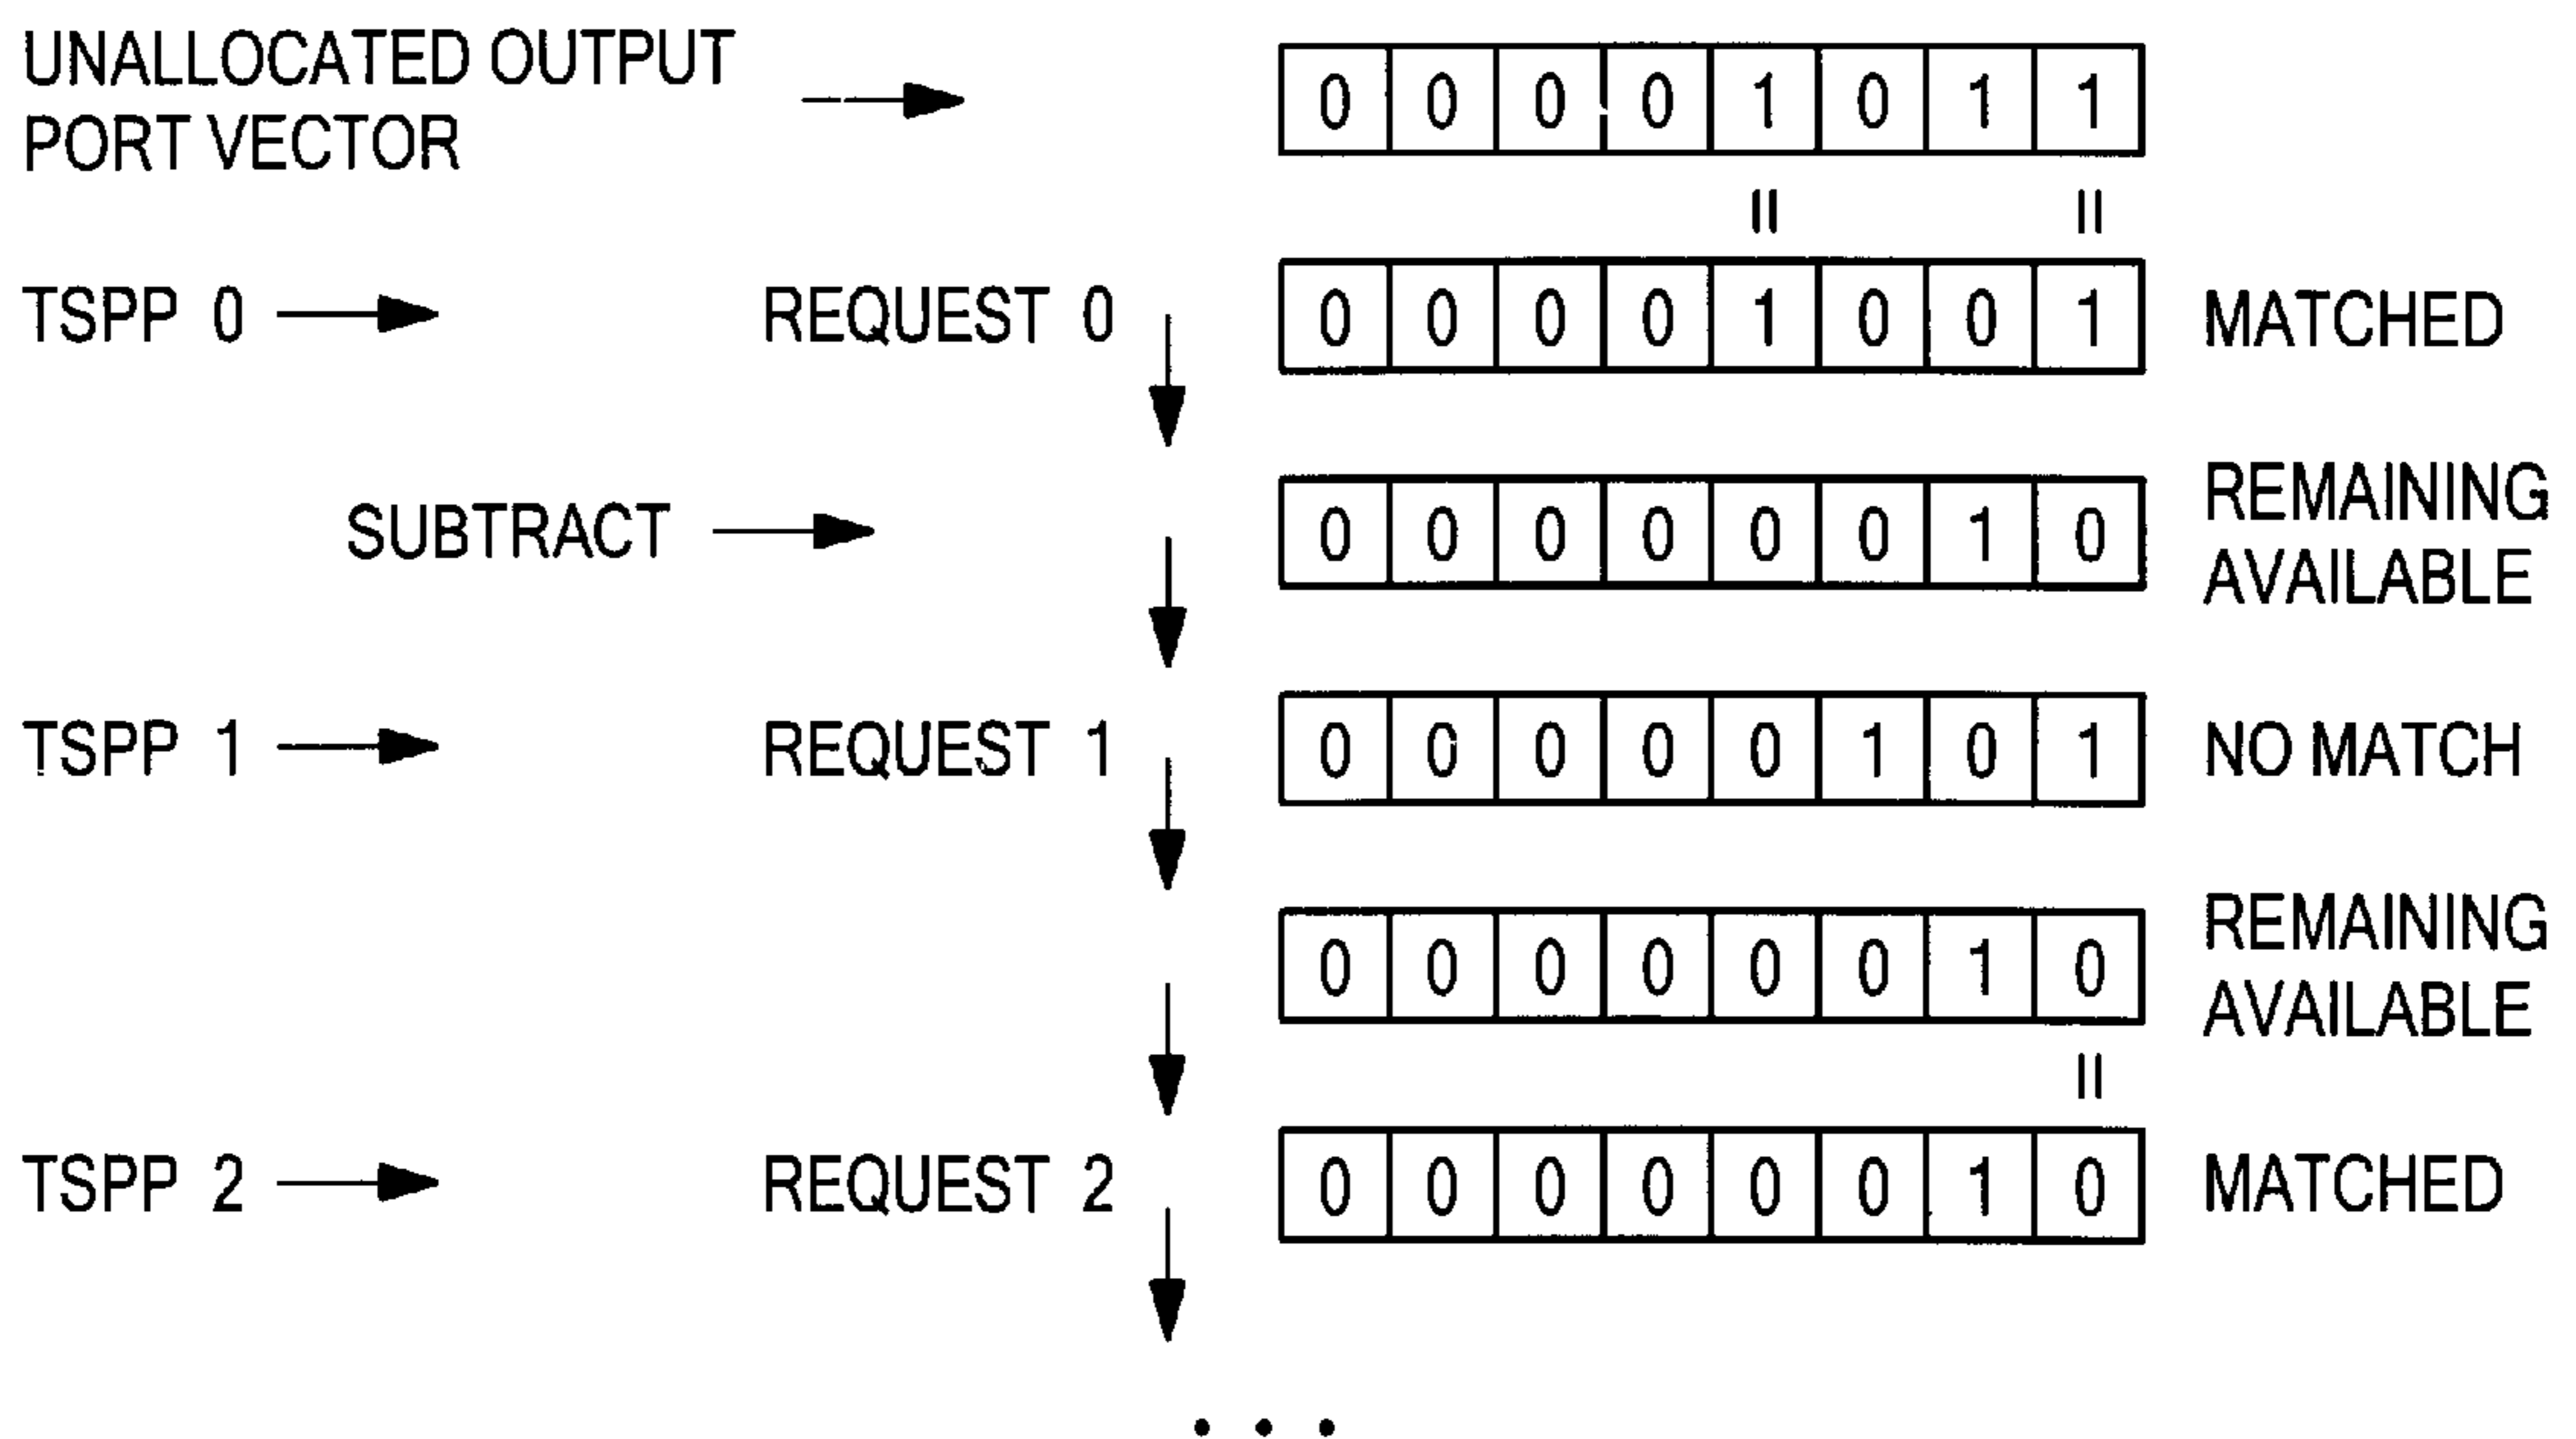 UNALLOCATED OUTPUT
PORT VECTOR
0 0 0 0 1 0 1 1
TSPP 0 REQUEST 0 0 0 0 0 1 0 0 1 MATCHED
SUBTRACT 0 0 0 0 0 0 1 0 REMAINING
AVAILABLE
TSPP 1 REQUEST 1 0 0 0 0 0 1 0 1 NO MATCH
0 0 0 0 0 0 1 0 REMAINING
AVAILABLE
TSPP 2 REQUEST 2 0 0 0 0 0 0 1 0 MATCHED
. . .